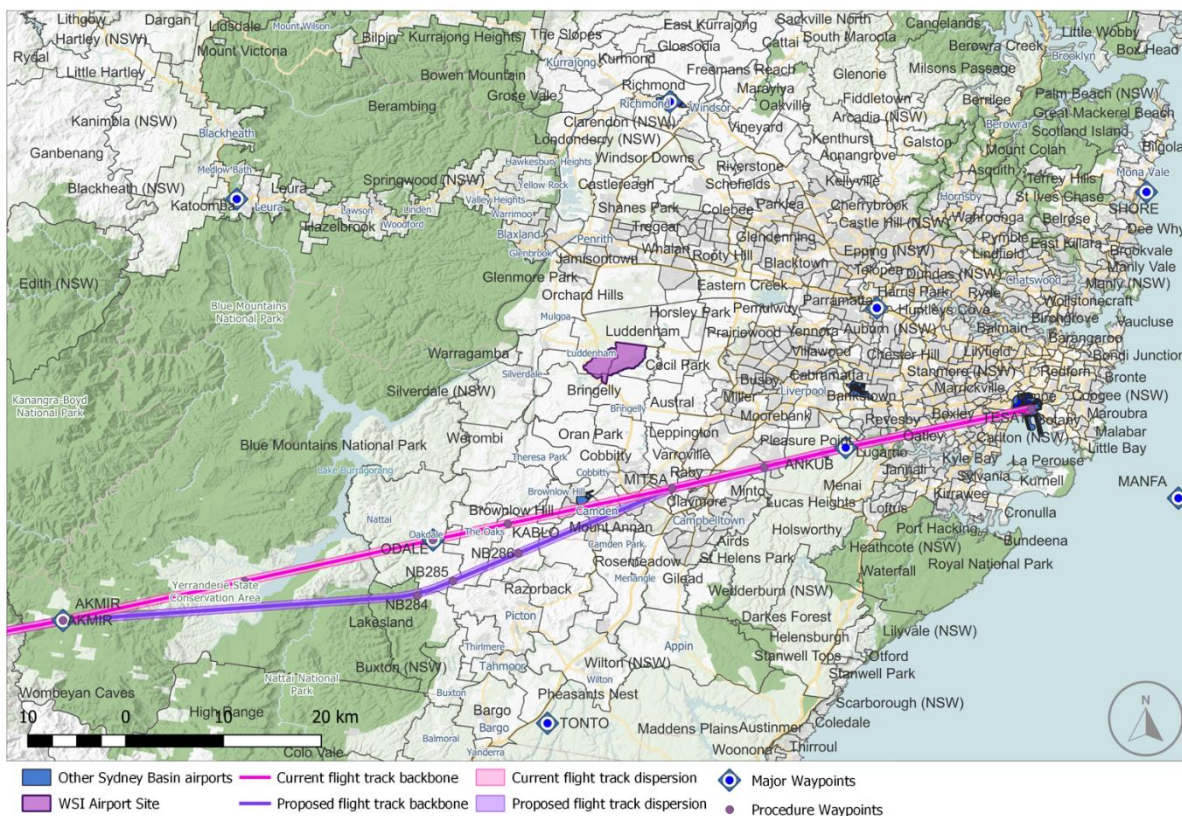 Lithgow
Dargan
Lidsdale
Mount Wilson
Bilpin
Kurrajong Heights
The Slopes
East Kurrajong
Sackville North
Cangelands
Little Wobby
Hartley (NSW)
Mount Victoria
Kurrajong
Kurmond
Glossodia
Cattai
South Maroota
Berowra Creek
Box Head
Brooklyn
Rydal
Little Hartley
Bowen Mountain
Freemans Reach
Glenorie
Milsons Passage
Grose Vale
Richmond
Maraylya
Palm Beach (NSW)
Berambing
Richmond
Windsor
Oakville
Fiddletown
Berrilee
Great Mackerel Beach
Kanimbla (NSW)
Clarendon (NSW)
Arcadia (NSW)
Berowra
Scotland Island
Blackheath
Londonderry (NSW)
Vineyard
Kenthurst
Galston
Mount Colah
Bilgola
Ganbenang
Windsor Downs
Annangrove
Medlow Bath
Hawkesbury Heights
Riverstone
Asquith
Mona Vale
Blackheath (NSW)
Leura
Springwood (NSW)
Yellow Rock
Castlereagh
Schofields
Kellyville
Terrey Hills
Hornsby
St Ives Chase
Katoomba
Leura
Lawson
Linden
Valley Heights
Warrimoo
Shanes Park
Colebee
Parklea
Cherrybrook
Wahroonga
SHORE
Hazelbrook
Woodford
Blaxland
Tregear
Castle Hill (NSW)
Belrose
Dee Why
Penrith
Whalan
Glendenning
Pymble
East Killara
Glenbrook
Jamisontown
Rooty Hill
Epping (NSW)
Lindfield
Brookvale
Blacktown
Telopea
Dundas (NSW)
Manly Vale
Edith (NSW)
Glenmore Park
Eastern Creek
Chatswood
Manly (NSW)
Blue Mountains
National Park
Orchard Hills
Parramatta
Harris Park
Ryde
Wollstonecraft
Mulgoa
Horsley Park
Pemulwuy
Huntleys Cove
Birchgrove
Luddenham
Prairiewood
Yennora
Auburn (NSW)
Balmain
Vaucluse
Barangaroo
Warragamba
Luddenham
Villawood
Chester Hill
Lilyfield
Bondi Junction
Silverdale
Cecil Park
Cabramatta
Stanmore (NSW)
Redfern
Kanangra-Boyd
National Park
Silverdale (NSW)
Bringelly
Busby
Liverpool
Bankstown
Marrickville
Bronte
Miller
Coogee (NSW)
Bringelly
Austral
Moorebank
Revesby
Bexley
TESAT
Botany
Maroubra
Blue Mountains National Park
Werombi
Oran Park
Leppington
Pleasure Point
Oatley
Carlton (NSW)
Malabar
Theresa Park
Cobbitty
Varroville
Lugarno
Little Bay
Lake Burragorang
Cobbitty
Raby
ANKUB
Jannali
Kyle Bay
La Perouse
MITSA
Menai
Sylvania
MANFA
Nattai
Brownlow Hill
Claymore
Minto
Lucas Heights
Kirrawee
Kurnell
Brownlow Hill
Camden
Loftus
Cronulla
Oakdale
The Oaks
KABLO
Mount Annan
Campbelltown
Holsworthy
Port Hacking
Bundeena
ODALE
Camden Park
Airds
Heathcote (NSW)
NB286
Rosemeadow
St Helens Park
Royal National Park
NB285
Menangle
Gilead
Waterfall
Yerranderie State
Conservation Area
Razorback
Wedderburn (NSW)
AKMIR
NB284
AKMIR
Lakesland
Picton
Darkes Forest
Lilyvale (NSW)
Helensburgh
Thirlmere
Appin
Stanwell Tops
Otford
Buxton (NSW)
Tahmoor
Wilton (NSW)
Stanwell Park
Nattai National
Park
Wilton
Wombeyan Caves
Buxton
Pheasants Nest
Scarborough (NSW)
High Range
Bargo
TONTO
Maddens Plains
Austinmer
Coledale
Bargo
Balmoral
Yanderra
Woonona
Thirroul
Colo Vale
10 0 10 20 km
N
Other Sydney Basin airports
Current flight track backbone
Current flight track dispersion
Major Waypoints
WSI Airport Site
Proposed flight track backbone
Proposed flight track dispersion
Procedure Waypoints